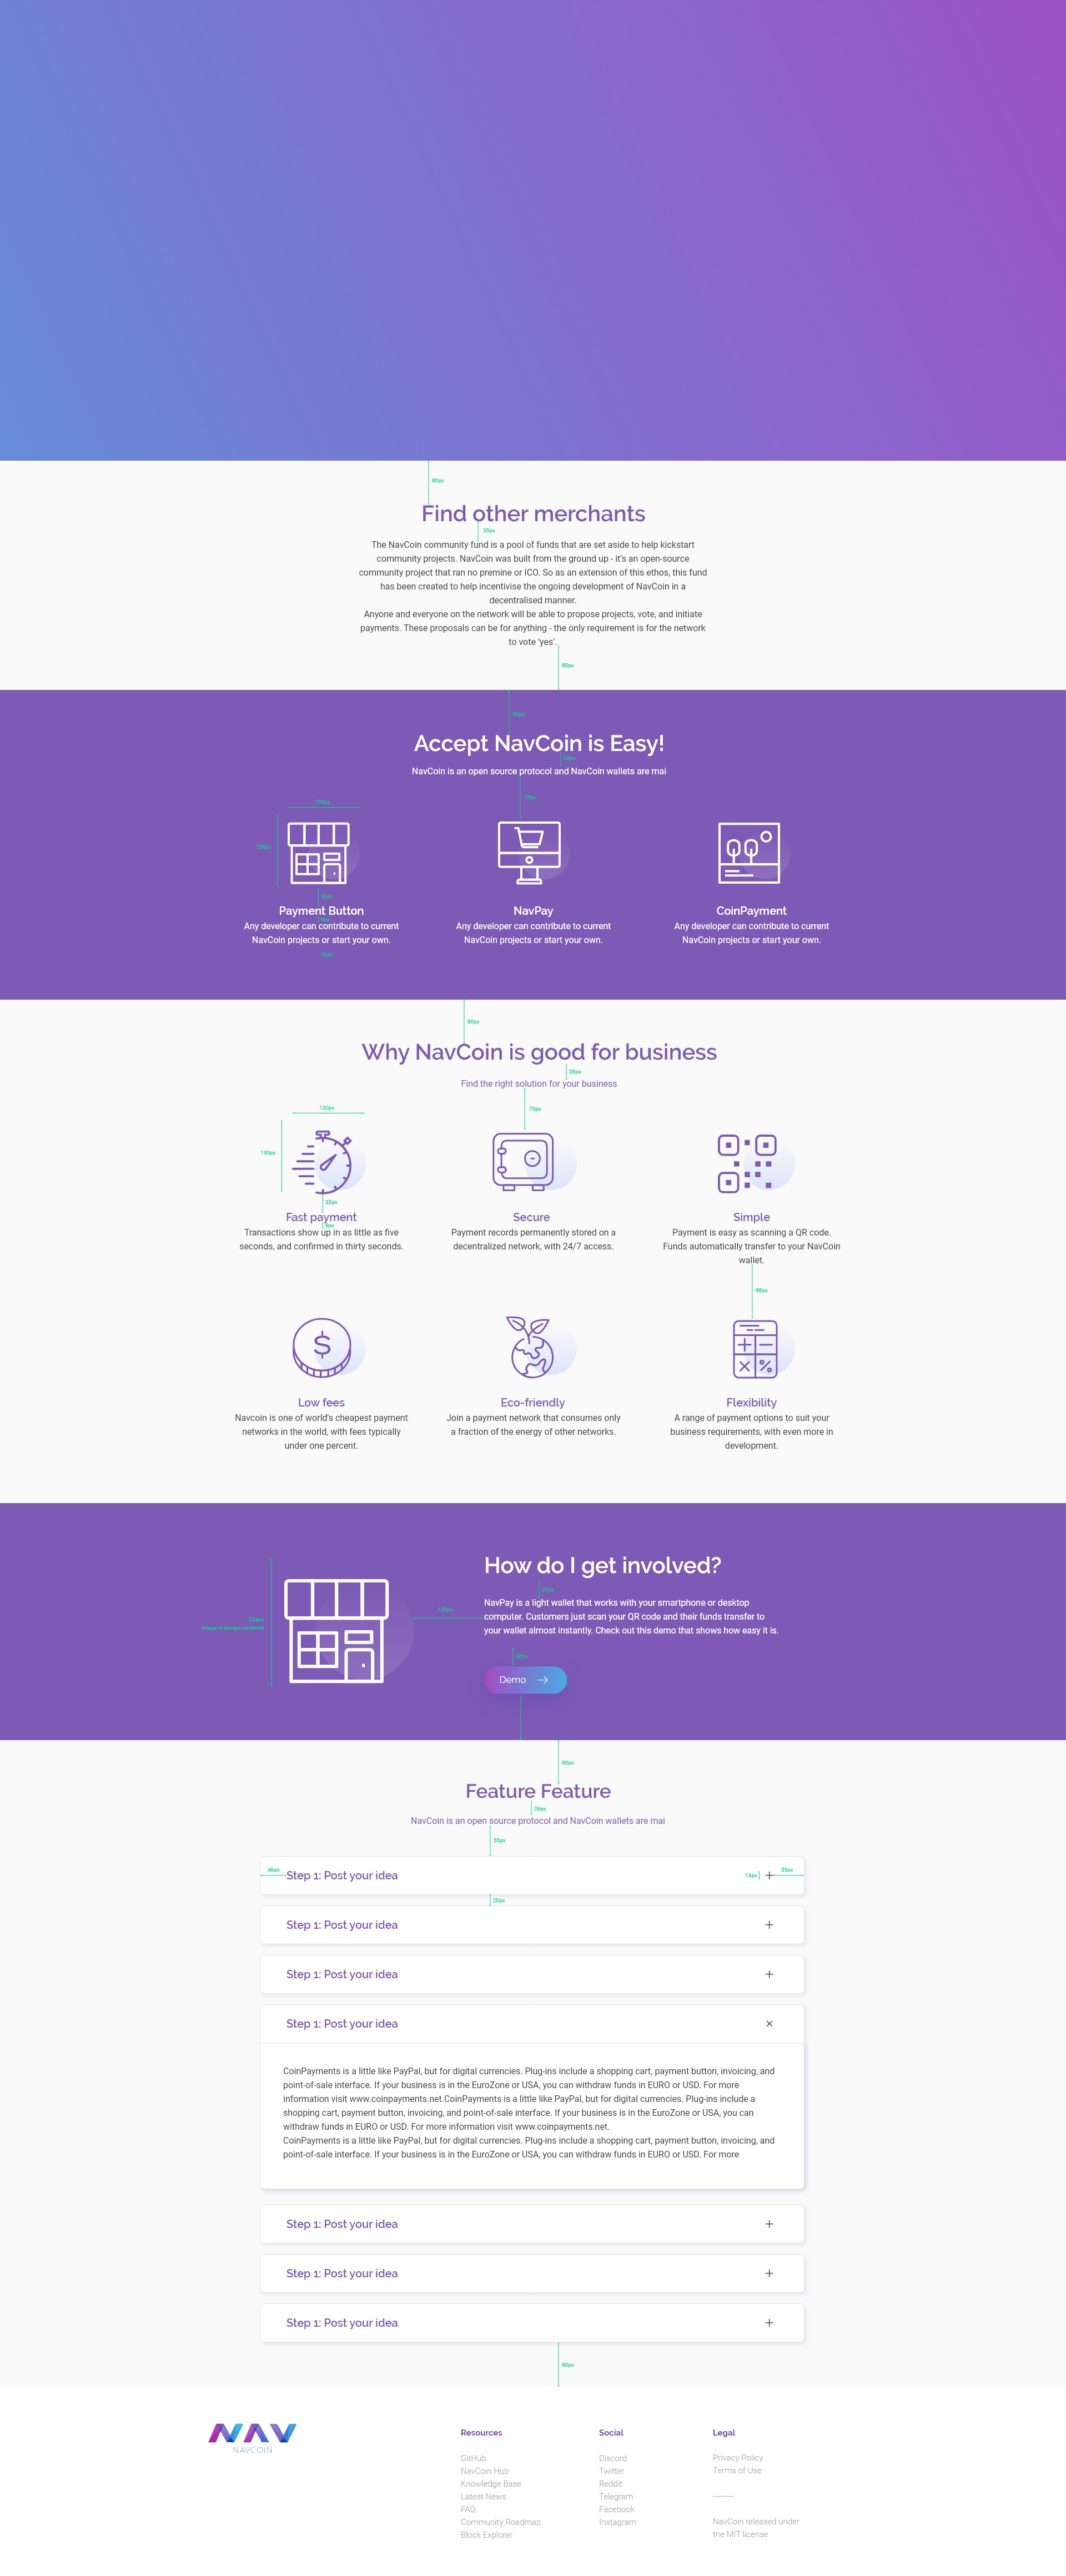 80px
Find other merchants
35px
The NavCoin community fund is a pool of funds that are set aside to help kickstart
community projects. NavCoin was built from the ground up - it's an open-source
community project that ran no premine or ICO. So as an extension of this ethos, this fund
has been created to help incentivise the ongoing development of NavCoin in a
decentralised manner.
Anyone and everyone on the network will be able to propose projects, vote, and initiate
payments. These proposals can be for anything - the only requirement is for the network
to vote 'yes'.
80px
Accept NavCoin is Easy!
NavCoin is an open source protocol and NavCoin wallets are mai
75px
130px
130px
Payment Button
Any developer can contribute to current
NavCoin projects or start your own.
NavPay
Any developer can contribute to current
NavCoin projects or start your own.
CoinPayment
Any developer can contribute to current
NavCoin projects or start your own.
80px
Why NavCoin is good for business
26px
Find the right solution for your business
75px
130px
130px
33px
Fast payment
9px
Transactions show up in as little as five
seconds, and confirmed in thirty seconds.
Secure
Payment records permanently stored on a
decentralized network, with 24/7 access.
Simple
Payment is easy as scanning a QR code.
Funds automatically transfer to your NavCoin
wallet.
98px
Low fees
Navcoin is one of world's cheapest payment
networks in the world, with fees typically
under one percent.
Eco-friendly
Join a payment network that consumes only
a fraction of the energy of other networks.
Flexibility
A range of payment options to suit your
business requirements, with even more in
development.
How do I get involved?
NavPay is a light wallet that works with your smartphone or desktop
computer. Customers just scan your QR code and their funds transfer to
your wallet almost instantly. Check out this demo that shows how easy it is.
image is always centered
Demo
80px
Feature Feature
26px
NavCoin is an open source protocol and NavCoin wallets are mai
55px
46px
Step 1: Post your idea
14px
55px
20px
Step 1: Post your idea
Step 1: Post your idea
Step 1: Post your idea
CoinPayments is a little like PayPal, but for digital currencies. Plug-ins include a shopping cart, payment button, invoicing, and
point-of-sale interface. If your business is in the EuroZone or USA, you can withdraw funds in EURO or USD. For more
information visit www.coinpayments.net.CoinPayments is a little like PayPal, but for digital currencies. Plug-ins include a
shopping cart, payment button, invoicing, and point-of-sale interface. If your business is in the EuroZone or USA, you can
withdraw funds in EURO or USD. For more information visit www.coinpayments.net.
CoinPayments is a little like PayPal, but for digital currencies. Plug-ins include a shopping cart, payment button, invoicing, and
point-of-sale interface. If your business is in the EuroZone or USA, you can withdraw funds in EURO or USD. For more
Step 1: Post your idea
Step 1: Post your idea
Step 1: Post your idea
80px
NAV
NAVCOIN
Resources
GitHub
NavCoin Hub
Knowledge Base
Latest News
FAQ
Community Roadmap
Block Explorer
Social
Discord
Twitter
Reddit
Telegram
Facebook
Instagram
Legal
Privacy Policy
Terms of Use
NavCoin released under
the MIT license